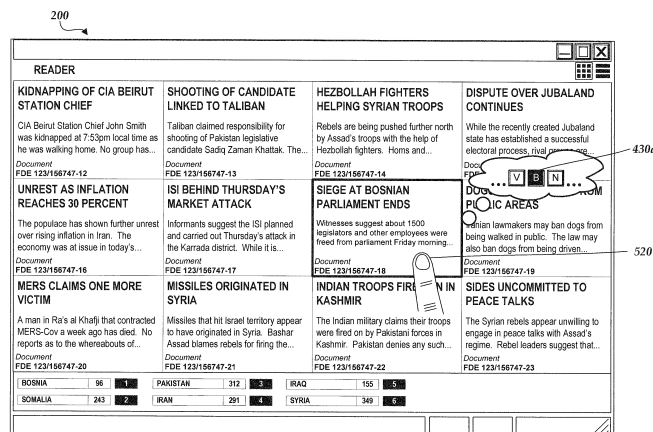 200
READER
KIDNAPPING OF CIA BEIRUT
STATION CHIEF
CIA Beirut Station Chief John Smith
was kidnapped at 7:53pm local time as
he was walking home. No group has...
Document
FDE 123/156747-12
SHOOTING OF CANDIDATE
LINKED TO TALIBAN
Taliban claimed responsibility for
shooting of Pakistan legislative
candidate Sadiq Zaman Khattak. The...
Document
FDE 123/156747-13
HEZBOLLAH FIGHTERS
HELPING SYRIAN TROOPS
Rebels are being pushed further north
by Assad's troops with the help of
Hezbollah fighters. Homs and...
Document
FDE 123/156747-14
DISPUTE OVER JUBALAND
CONTINUES
While the recently created Jubaland
state has established a successful
electoral process, rival
... V B N ...
430a
UNREST AS INFLATION
REACHES 30 PERCENT
The populace has shown further unrest
over rising inflation in Iran. The
economy was at issue in today's...
Document
FDE 123/156747-16
ISI BEHIND THURSDAY'S
MARKET ATTACK
Informants suggest the ISI planned
and carried out Thursday's attack in
the Karrada district. While it is...
Document
FDE 123/156747-17
SIEGE AT BOSNIAN
PARLIAMENT ENDS
Witnesses suggest about 1500
legislators and other employees were
freed from parliament Friday morning...
Document
FDE 123/156747-18
AREAS
lawmakers may ban dogs from
being walked in public. The law may
also ban dogs from being driven...
Document
FDE 123/156747-19
520
MERS CLAIMS ONE MORE
VICTIM
A man in Ra's al Khafji that contracted
MERS-Cov a week ago has died. No
reports as to the whereabouts of...
Document
FDE 123/156747-20
MISSILES ORIGINATED IN
SYRIA
Missiles that hit Israel territory appear
to have originated in Syria. Bashar
Assad blames rebels for firing the...
Document
FDE 123/156747-21
INDIAN TROOPS IN
KASHMIR
The Indian military claims their troops
were fired on by Pakistani forces in
Kashmir. Pakistan denies any such...
Document
FDE 123/156747-22
SIDES UNCOMMITTED TO
PEACE TALKS
The Syrian rebels appear unwilling to
engage in peace talks with Assad's
regime. Rebel leaders suggest that...
Document
FDE 123/156747-23
BOSNIA 96 1 PAKISTAN 312 3 IRAQ 155 5
SOMALIA 243 2 IRAN 291 4 SYRIA 349 6